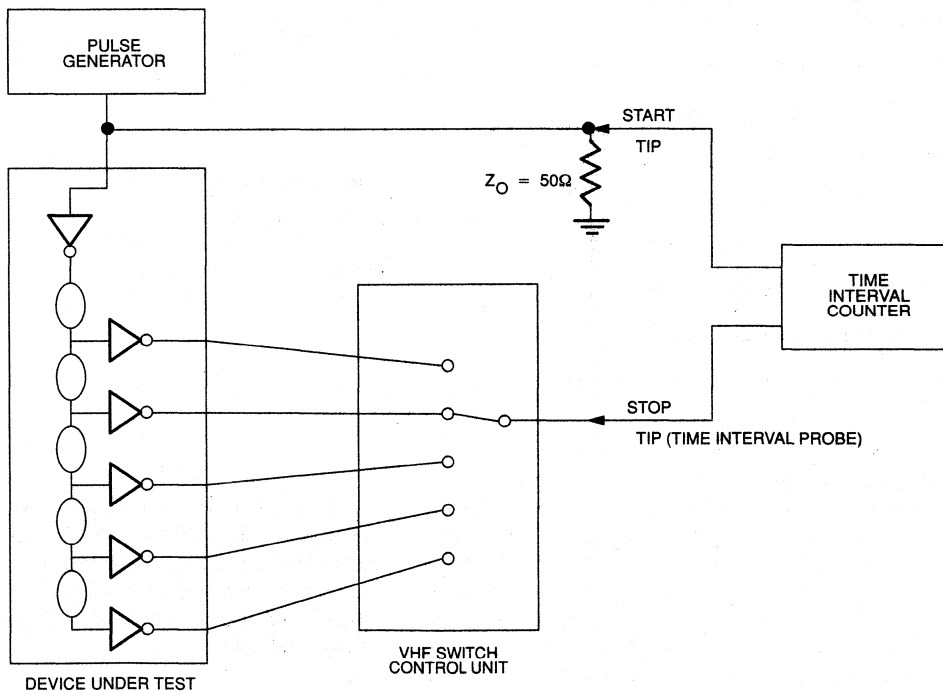 PULSE
GENERATOR
START
TIP
ZO = 50Ω
TIME
INTERVAL
COUNTER
STOP
TIP (TIME INTERVAL PROBE)
VHF SWITCH
CONTROL UNIT
DEVICE UNDER TEST